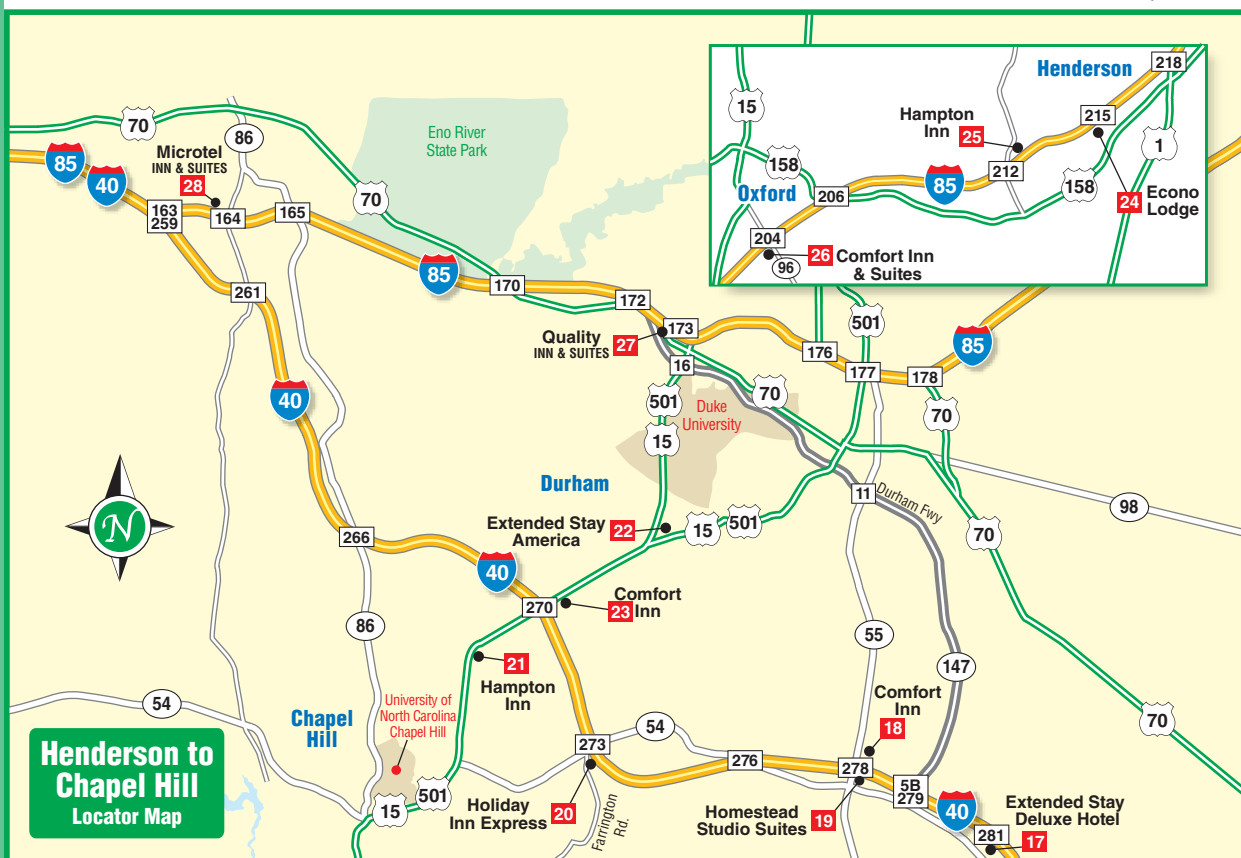 218
Henderson
15
Hampton
Inn
25
215
1
70
86
Eno River
State Park
158
212
85
158
24
Econo
Lodge
85
40
Microtel
INN & SUITES
28
Oxford
206
163
259
164
165
70
204
26
Comfort Inn
& Suites
96
85
170
261
172
501
Quality
INN & SUITES
27
173
176
85
16
177
178
40
501
70
Duke
University
70
15
Durham
11
Durham Fwy
98
N
Extended Stay
America
22
15
501
70
266
40
Comfort
Inn
23
270
86
55
21
Hampton
Inn
147
54
University of
North Carolina
Chapel Hill
Chapel
Hill
Comfort
Inn
18
70
54
273
276
278
Henderson to
Chapel Hill
Locator Map
5B
279
501
15
Holiday
Inn Express
20
Farrington
Rd.
Homestead
Studio Suites
19
40
Extended Stay
Deluxe Hotel
281
17